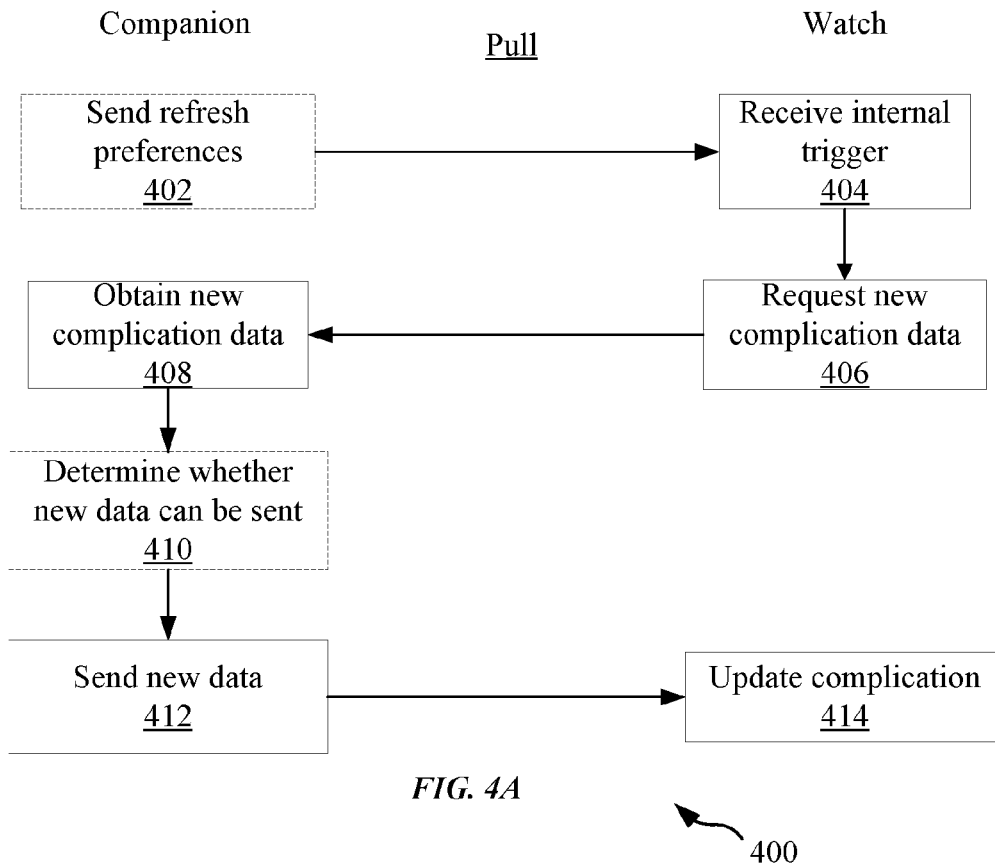 Companion
Pull
Watch
Send refresh
preferences
402
Receive internal
trigger
404
Obtain new
complication data
408
Request new
complication data
406
Determine whether
new data can be sent
410
Send new data
412
Update complication
414
FIG. 4A
400